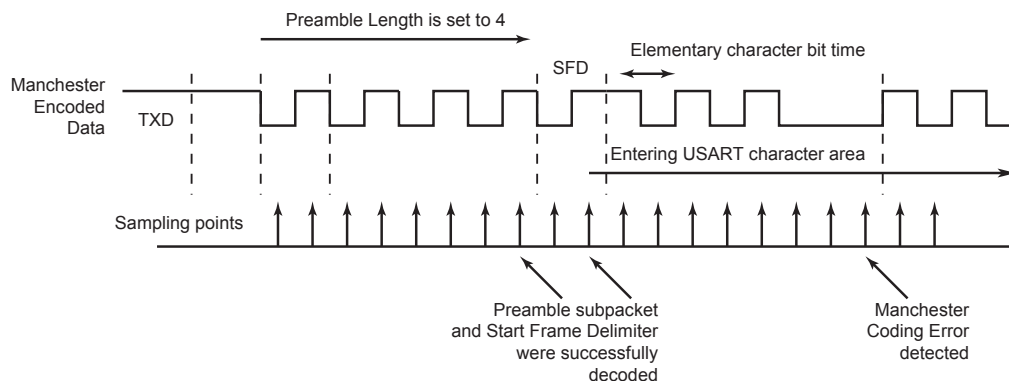 Preamble Length is set to 4
Elementary character bit time
SFD
Manchester
Encoded
Data
TXD
Entering USART character area
Sampling points
Preamble subpacket
and Start Frame Delimiter
were successfully
decoded
Manchester
Coding Error
detected